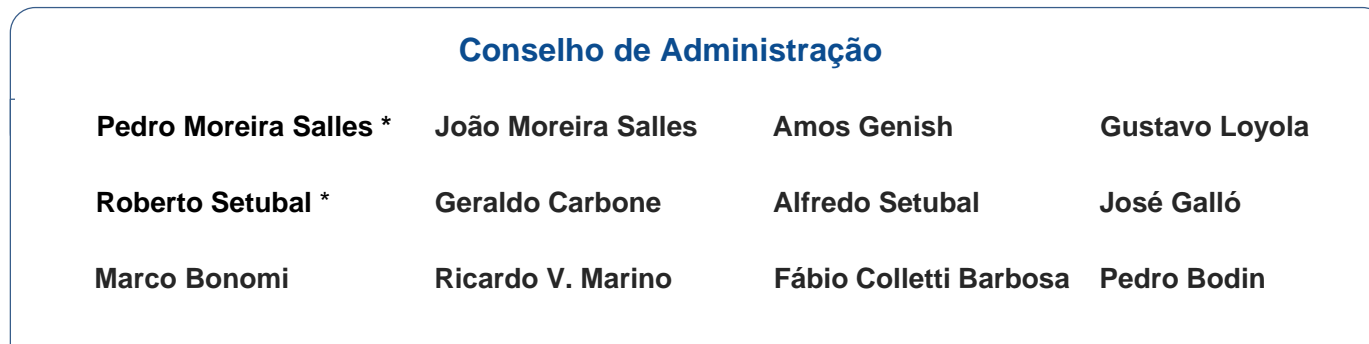 Conselho de Administração
Pedro Moreira Salles * João Moreira Salles Amos Genish Gustavo Loyola
Roberto Setubal * Geraldo Carbone Alfredo Setubal José Galló
Marco Bonomi Ricardo V. Marino Fábio Colletti Barbosa Pedro Bodin